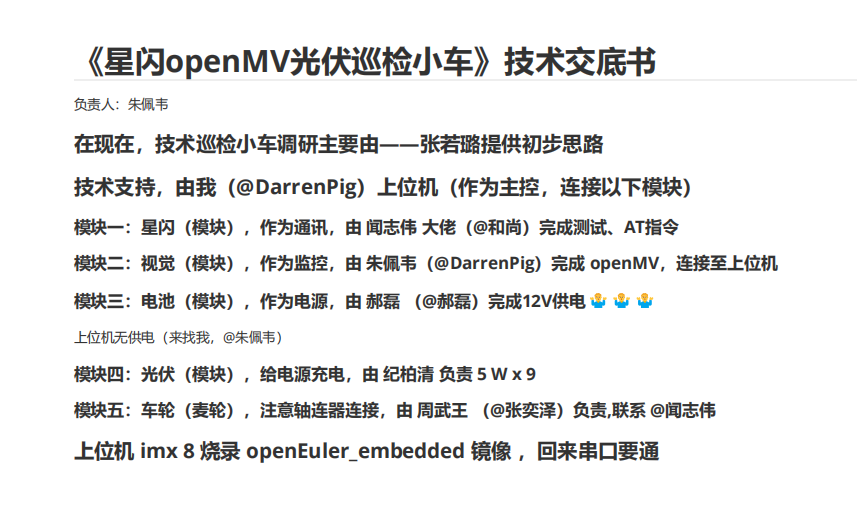 《星闪openMV光伏巡检小车》技术交底书
负责人：朱佩韦
在现在，技术巡检小车调研主要由——张若璐提供初步思路
技术支持，由我（@DarrenPig）上位机（作为主控，连接以下模块）
模块一：星闪（模块），作为通讯，由 闻志伟 大佬（@和尚）完成测试、AT指令
模块二：视觉（模块），作为监控，由 朱佩韦（@DarrenPig）完成 openMV，连接至上位机
模块三：电池（模块），作为电源，由 郝磊 （@郝磊）完成12V供电 🤷‍♂️ 🤷‍♂️ 🤷‍♂️
上位机无供电（来找我，@朱佩韦）
模块四：光伏（模块），给电源充电，由 纪柏清 负责 5 W x 9
模块五：车轮（麦轮），注意轴连器连接，由 周武王 （@张奕泽）负责,联系 @闻志伟
上位机 imx 8 烧录 openEuler_embedded 镜像 ，回来串口要通